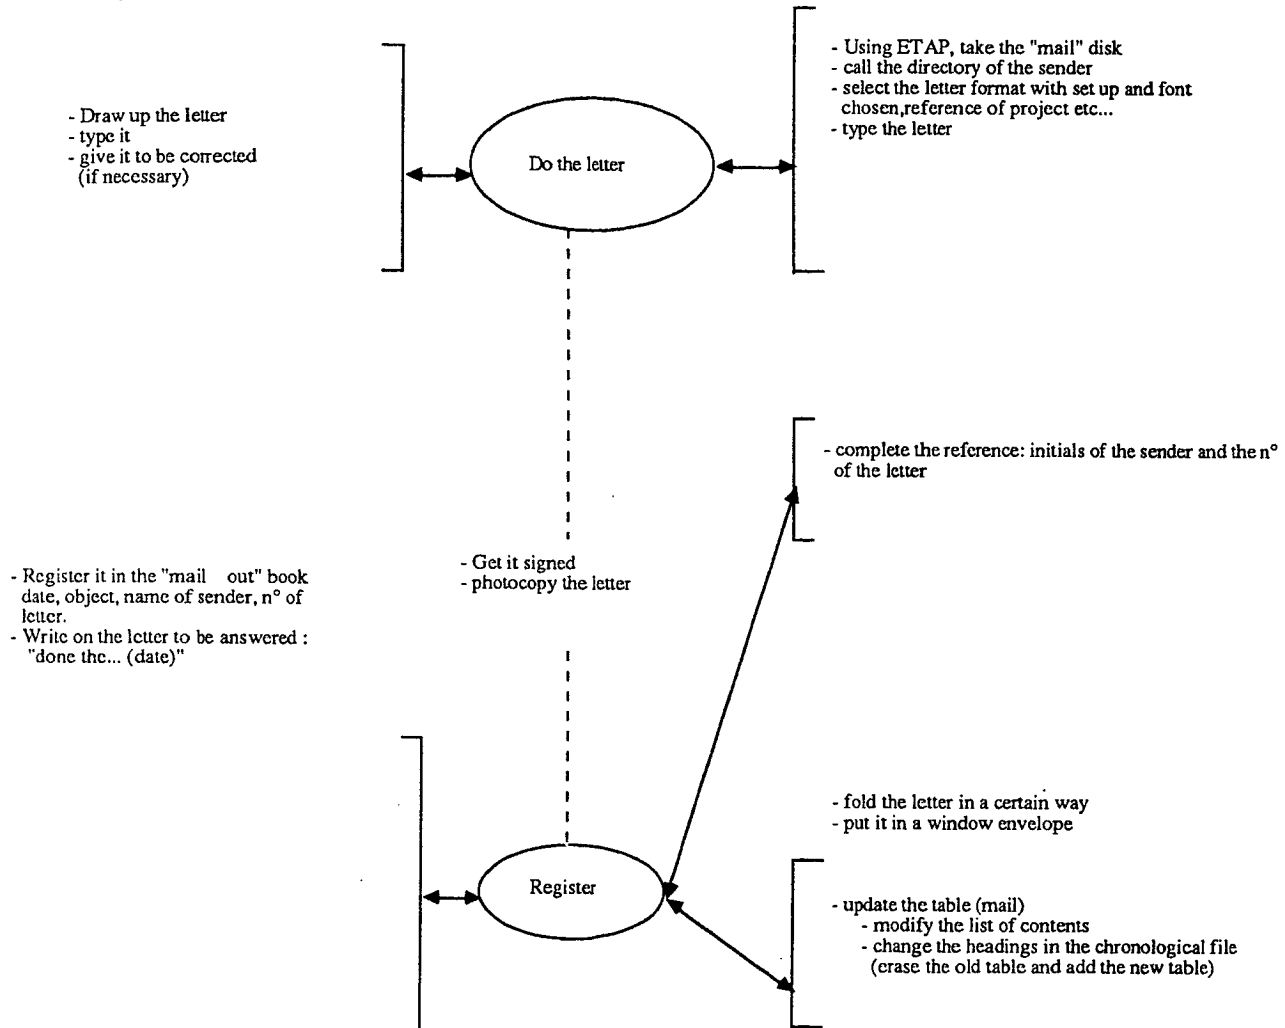 - Using ETAP, take the "mail" disk
- call the directory of the sender
- select the letter format with set up and font
chosen,reference of project etc...
- type the letter
- Draw up the letter
- type it
- give it to be corrected
(if necessary)
Do the letter
- complete the reference: initials of the sender and the n°
of the letter
- Get it signed
- photocopy the letter
- Register it in the "mail out" book
date, object, name of sender, n° of
letter.
- Write on the letter to be answered :
"done the... (date)"
- fold the letter in a certain way
- put it in a window envelope
Register
- update the table (mail)
- modify the list of contents
- change the headings in the chronological file
(erase the old table and add the new table)